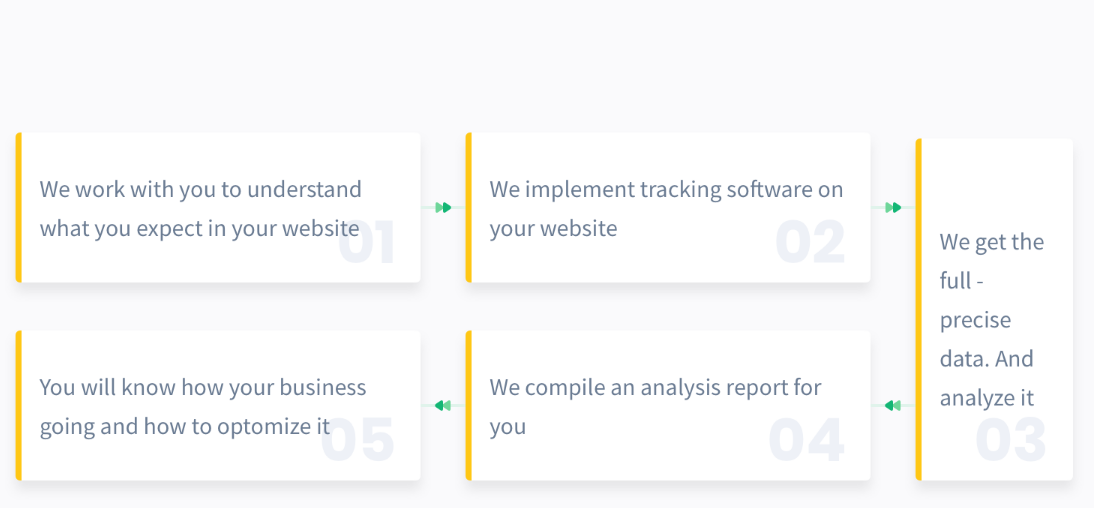 We work with you to understand
what you expect in your website
01
We implement tracking software on
your website
02
We get the
full -
precise
data. And
analyze it
03
We compile an analysis report for
you
04
You will know how your business
going and how to optomize it
05